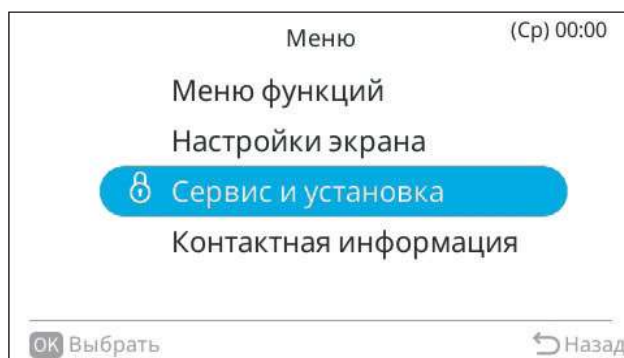 Меню (Ср) 00:00
Меню функций
Настройки экрана
Сервис и установка
Контактная информация
OK Выбрать Назад